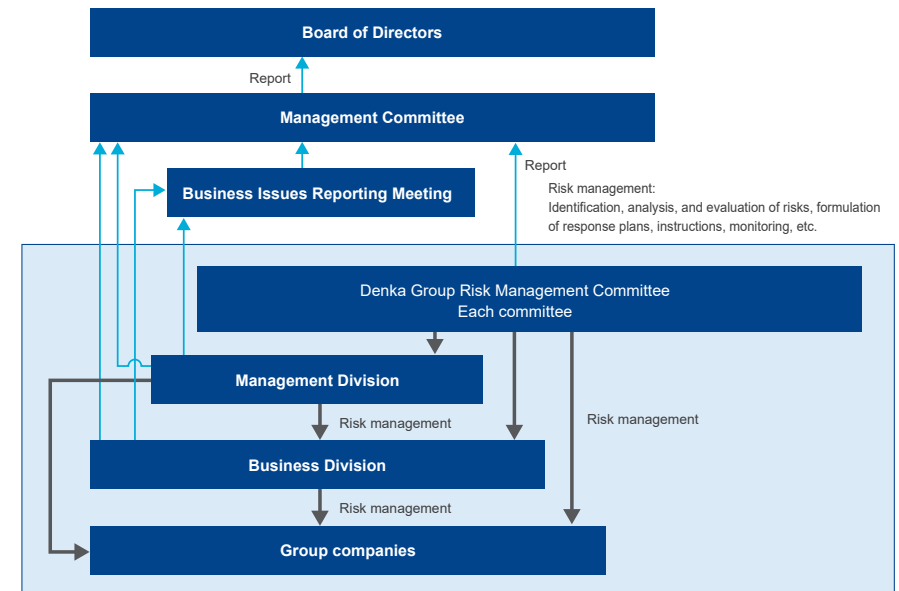 Board of Directors
Report
Management Committee
Report
Business Issues Reporting Meeting
Risk management:
Identification, analysis, and evaluation of risks, formulation
of response plans, instructions, monitoring, etc.
Denka Group Risk Management Committee
Each committee
Management Division
Risk management
Risk management
Business Division
Risk management
Group companies